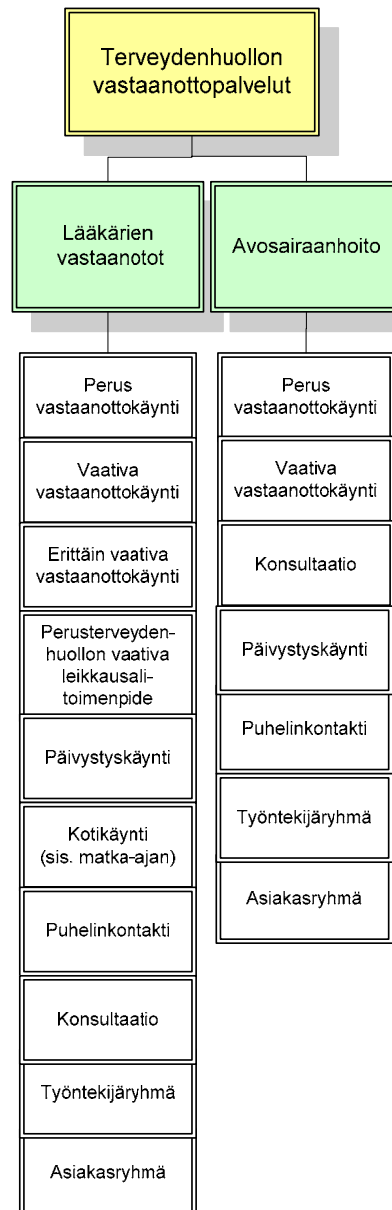 Terveydenhuollon
vastaanottopalvelut
Lääkärien
vastaanotot
Perus
vastaanottokäynti
Vaativa
vastaanottokäynti
Erittäin vaativa
vastaanottokäynti
Perusterveyden-
huollon vaativa
leikkausali-
toimenpide
Päivystyskäynti
Kotikäynti
(sis. matka-ajan)
Puhelinkontakti
Konsultaatio
Työntekijäryhmä
Asiakasryhmä
Avosairaanhoito
Perus
vastaanottokäynti
Vaativa
vastaanottokäynti
Konsultaatio
Päivystyskäynti
Puhelinkontakti
Työntekijäryhmä
Asiakasryhmä